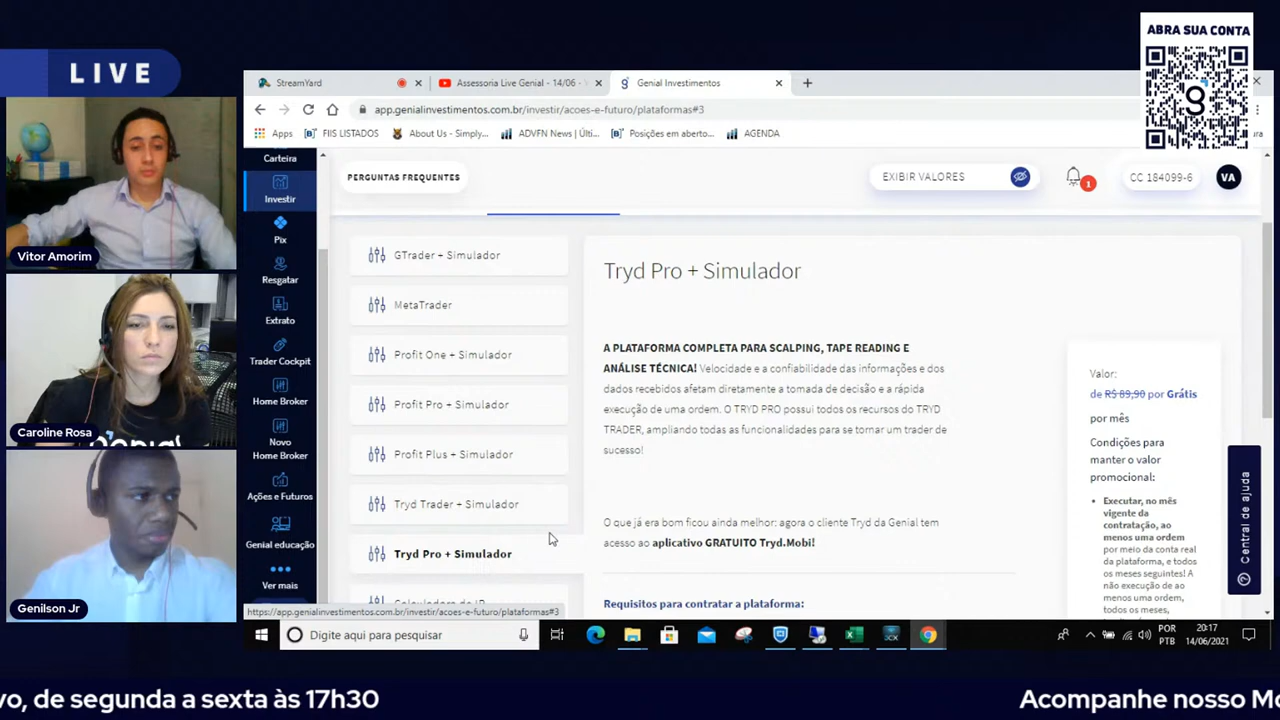 LIVE
ABRA SUA CONTA
Vitor Amorim
Caroline Rosa
Genilson Jr
StreamYard
Assessoria Live Genial - 14/06 -
Genial Investimentos
app.genialinvestimentos.com.br/investir/acoes-e-futuro/plataformas#3
Apps
FIIS LISTADOS
About Us - Simply...
ADVFN News | Últi...
Posições em aberto...
AGENDA
Carteira
Investir
Pix
Resgatar
Extrato
Trader Cockpit
Home Broker
Novo
Home Broker
Ações e Futuros
Genial educação
Ver mais
PERGUNTAS FREQUENTES
EXIBIR VALORES
1
CC 184099-6
VA
GTrader + Simulador
MetaTrader
Profit One + Simulador
Profit Pro + Simulador
Profit Plus + Simulador
Tryd Trader + Simulador
Tryd Pro + Simulador
Tryd Pro + Simulador
A PLATAFORMA COMPLETA PARA SCALPING, TAPE READING E
ANÁLISE TÉCNICA! Velocidade e a confiabilidade das informações e dos
dados recebidos afetam diretamente a tomada de decisão e a rápida
execução de uma ordem. O TRYD PRO possui todos os recursos do TRYD
TRADER, ampliando todas as funcionalidades para se tornar um trader de
sucesso!
O que já era bom ficou ainda melhor: agora o cliente Tryd da Genial tem
acesso ao aplicativo GRATUITO Tryd.Mobi!
Requisitos para contratar a plataforma:
Valor:
de R$ 89,90 por Grátis
por mês
Condições para
manter o valor
promocional:
Executar, no mês
vigente da
contratação, ao
menos uma ordem
por meio da conta real
da plataforma, e todos
os meses seguintes! A
não execução de ao
menos uma ordem,
todos os meses,
Central de ajuda
https://app.genialinvestimentos.com.br/investir/acoes-e-futuro/plataformas#3
Digite aqui para pesquisar
POR
PTB
20:17
14/06/2021
vo, de segunda a sexta às 17h30
Acompanhe nosso Mo